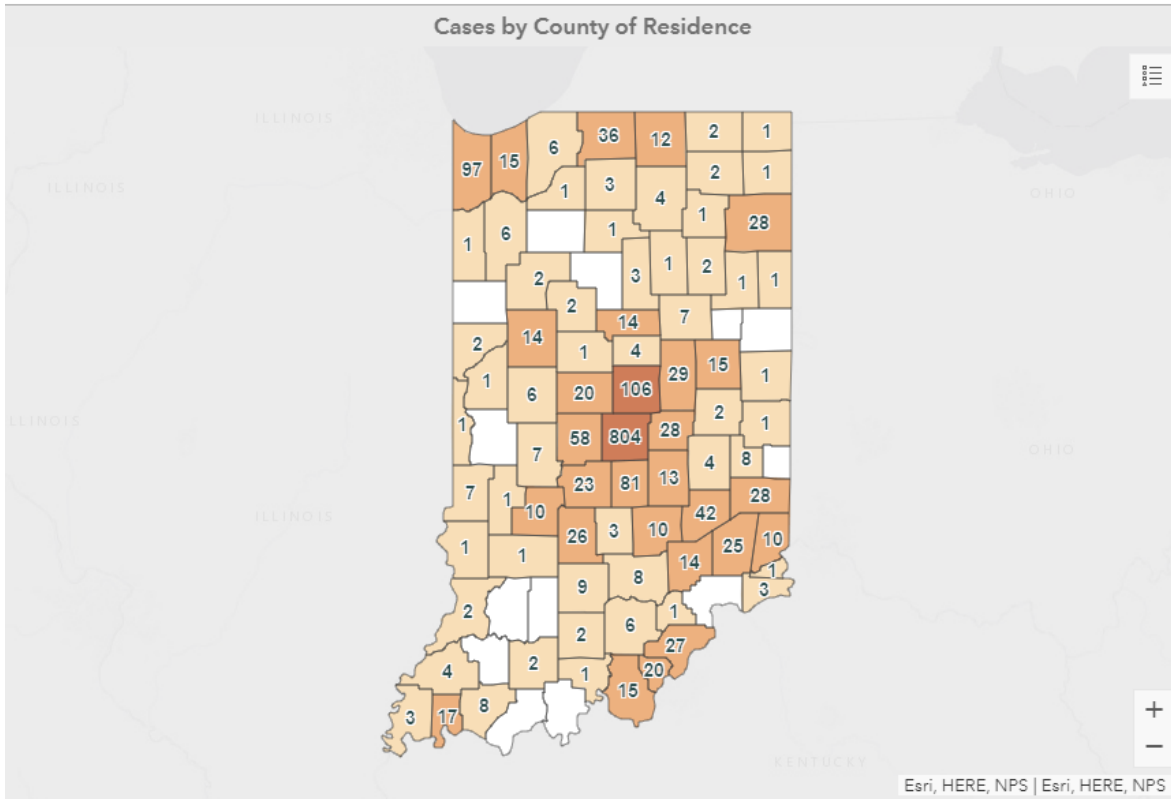 Cases by County of Residence
ILLINOIS
36 12 2 1
97 15 6
ILLINOIS
1 3 4 2 1
OHIO
1 6 1 1 28
2 3 1 2 1 1
2
14 14 7
2 1 4
1 6 20 106 29 15 1
LLINOIS
1 58 804 28 2 1
OHIO
7 4 8
7 1 23 81 13 28
ILLINOIS
10 42
1 1 26 3 10 14 25 10
1
9 8 3
2 2 6 1
27
4 2 1 20
15
3 17 8
KENTUCKY
+
−
Esri, HERE, NPS | Esri, HERE, NPS